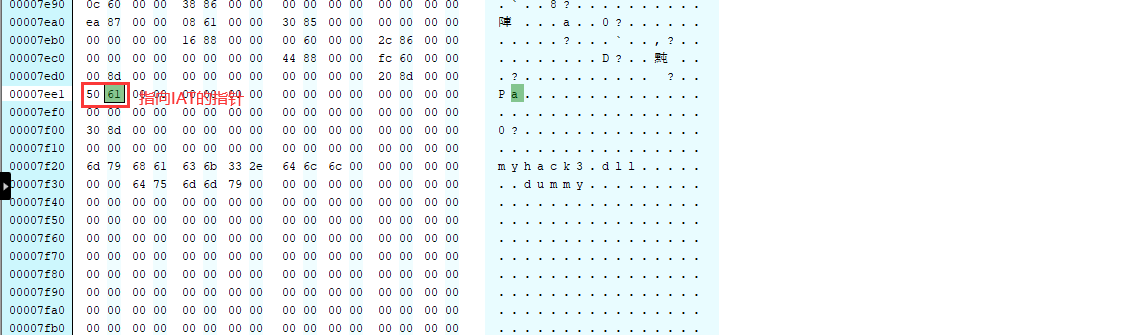 00007e90 0c 60 00 00 38 86 00 00 00 00 00 00 00 00 00 00 .`..8?..........
00007ea0 ea 87 00 00 08 61 00 00 30 85 00 00 00 00 00 00 陣...a..0?......
00007eb0 00 00 00 00 16 88 00 00 00 60 00 00 2c 86 00 00 .....?...`..,?..
00007ec0 00 00 00 00 00 00 00 00 44 88 00 00 fc 60 00 00 ........D?..黤..
00007ed0 00 8d 00 00 00 00 00 00 00 00 00 00 20 8d 00 00 .?.......... ?..
00007ee1 50 61 00 00 00 00 00 00 00 00 00 00 00 00 00 00 Pa..............
指向IAT的指针
00007ef0 00 00 00 00 00 00 00 00 00 00 00 00 00 00 00 00 ................
00007f00 30 8d 00 00 00 00 00 00 00 00 00 00 00 00 00 00 0?..............
00007f10 00 00 00 00 00 00 00 00 00 00 00 00 00 00 00 00 ................
00007f20 6d 79 68 61 63 6b 33 2e 64 6c 6c 00 00 00 00 00 myhack3.dll.....
00007f30 00 00 64 75 6d 6d 79 00 00 00 00 00 00 00 00 00 ..dummy.........
00007f40 00 00 00 00 00 00 00 00 00 00 00 00 00 00 00 00 ................
00007f50 00 00 00 00 00 00 00 00 00 00 00 00 00 00 00 00 ................
00007f60 00 00 00 00 00 00 00 00 00 00 00 00 00 00 00 00 ................
00007f70 00 00 00 00 00 00 00 00 00 00 00 00 00 00 00 00 ................
00007f80 00 00 00 00 00 00 00 00 00 00 00 00 00 00 00 00 ................
00007f90 00 00 00 00 00 00 00 00 00 00 00 00 00 00 00 00 ................
00007fa0 00 00 00 00 00 00 00 00 00 00 00 00 00 00 00 00 ................
00007fb0 00 00 00 00 00 00 00 00 00 00 00 00 00 00 00 00 ................